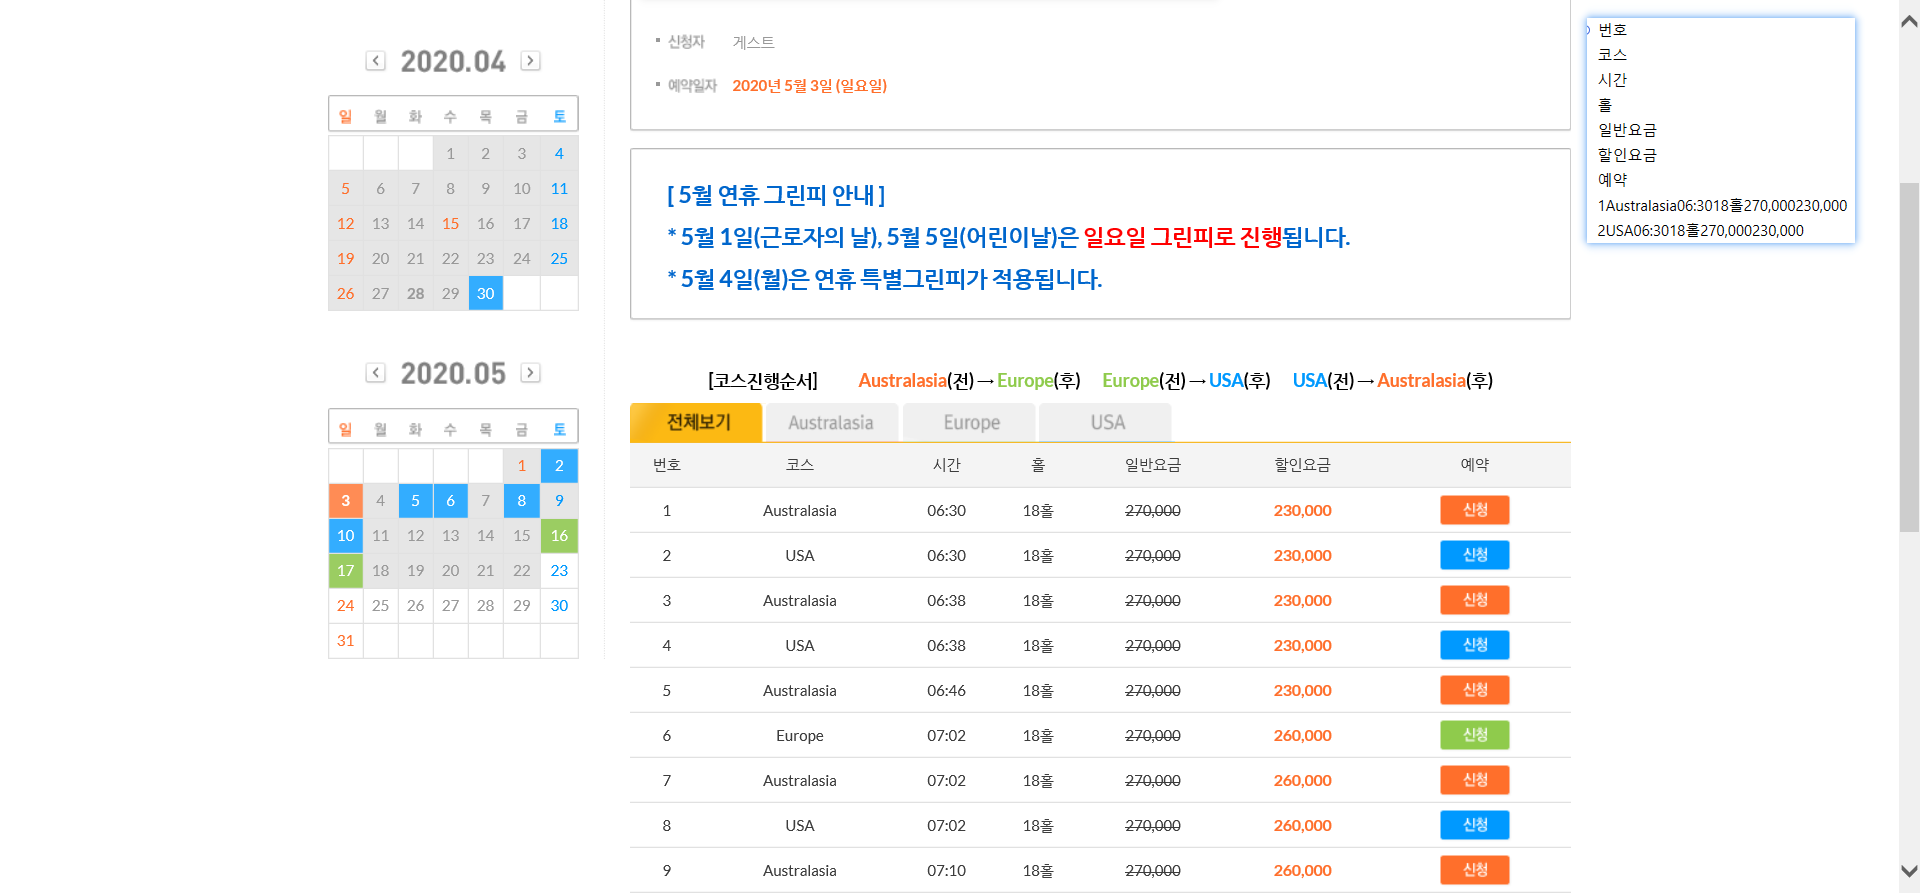 2020.04
일 월 화 수 목 금 토
1 2 3 4
5 6 7 8 9 10 11
12 13 14 15 16 17 18
19 20 21 22 23 24 25
26 27 28 29 30
2020.05
일 월 화 수 목 금 토
1 2
3 4 5 6 7 8 9
10 11 12 13 14 15 16
17 18 19 20 21 22 23
24 25 26 27 28 29 30
31
신청자 게스트
예약일자 2020년 5월 3일 (일요일)
[ 5월 연휴 그린피 안내 ]
* 5월 1일(근로자의 날), 5월 5일(어린이날)은 일요일 그린피로 진행됩니다.
* 5월 4일(월)은 연휴 특별그린피가 적용됩니다.
[코스진행순서] Australasia(전)→Europe(후) Europe(전)→USA(후) USA(전)→Australasia(후)
전체보기 Australasia Europe USA
번호 코스 시간 홀 일반요금 할인요금 예약
1 Australasia 06:30 18홀 270,000 230,000 신청
2 USA 06:30 18홀 270,000 230,000 신청
3 Australasia 06:38 18홀 270,000 230,000 신청
4 USA 06:38 18홀 270,000 230,000 신청
5 Australasia 06:46 18홀 270,000 230,000 신청
6 Europe 07:02 18홀 270,000 260,000 신청
7 Australasia 07:02 18홀 270,000 260,000 신청
8 USA 07:02 18홀 270,000 260,000 신청
9 Australasia 07:10 18홀 270,000 260,000 신청
번호
코스
시간
홀
일반요금
할인요금
예약
1Australasia06:3018홀270,000230,000
2USA06:3018홀270,000230,000